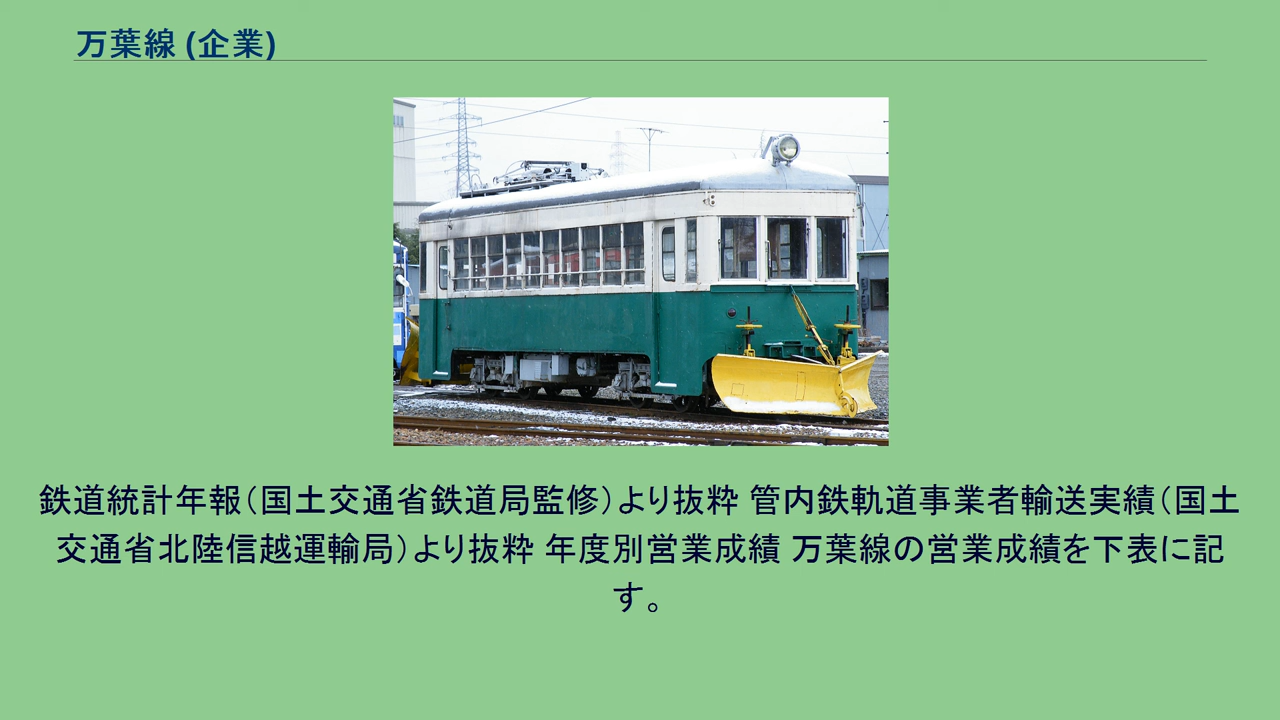 万葉線 (企業)
鉄道統計年報（国土交通省鉄道局監修）より抜粋 管内鉄軌道事業者輸送実績（国土
交通省北陸信越運輸局）より抜粋 年度別営業成績 万葉線の営業成績を下表に記
す。